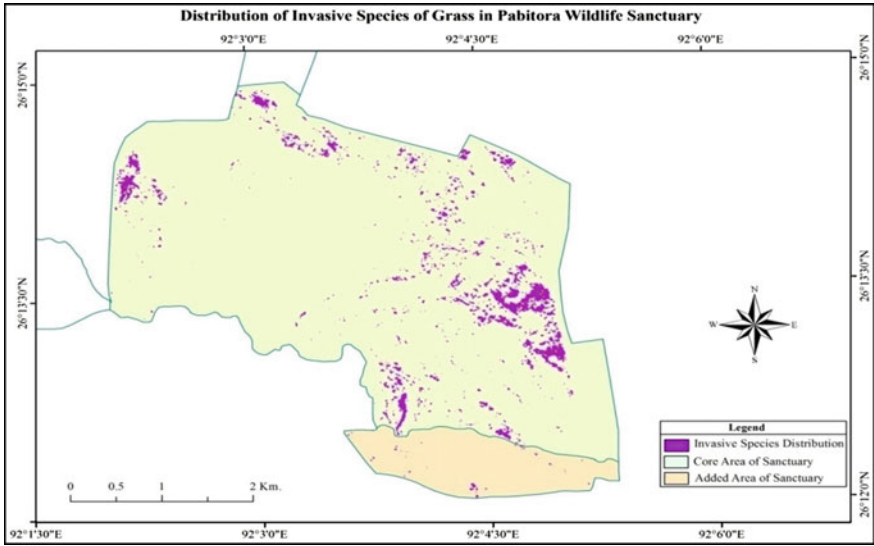 Distribution of Invasive Species of Grass in Pabitora Wildlife Sanctuary
92°3'0"E 92°4'30"E 92°6'0"E
26°15'0"N
26°15'0"N
26°13'30"N
26°13'30"N
N
W E
S
Legend
Invasive Species Distribution
Core Area of Sanctuary
Added Area of Sanctuary
0 0.5 1 2 Km.
26°12'0"N
92°1'30"E 92°3'0"E 92°4'30"E 92°6'0"E